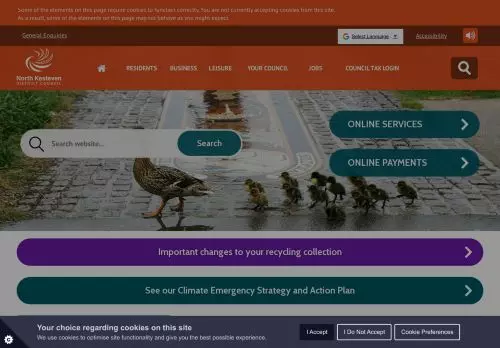 Some of the elements on this page require cookies to function correctly. You are not currently accepting cookies from this site.
As a result, some of the elements on this page may not behave as you might expect.
General Enquiries
Select Language ▼
Accessibility
North Kesteven
DISTRICT COUNCIL
RESIDENTS
BUSINESS
LEISURE
YOUR COUNCIL
JOBS
COUNCIL TAX LOGIN
ONLINE SERVICES
Search website...
Search
ONLINE PAYMENTS
Important changes to your recycling collection
See our Climate Emergency Strategy and Action Plan
Your choice regarding cookies on this site
We use cookies to optimise site functionality and give you the best possible experience.
I Accept
I Do Not Accept
Cookie Preferences